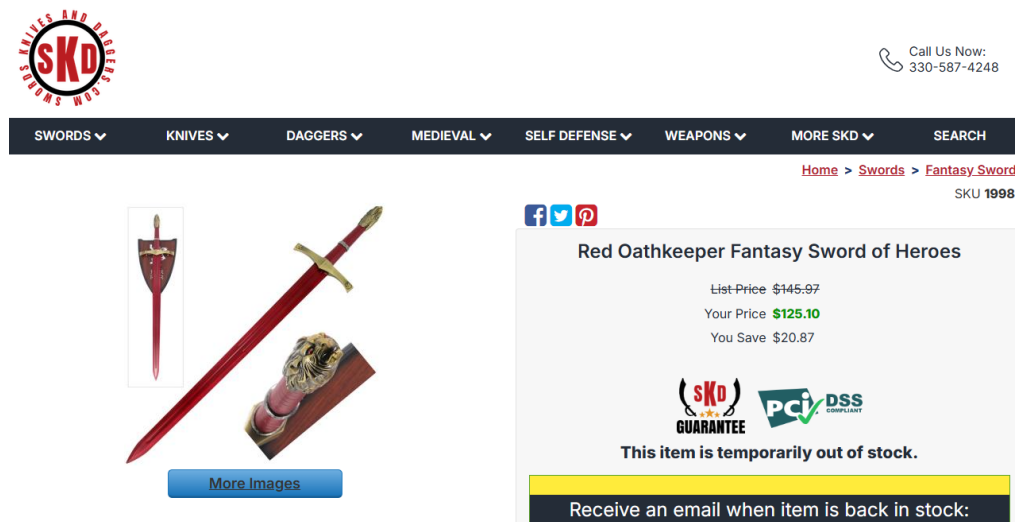 SWORDS KNIVES AND DAGGERS.COM
SKD
Call Us Now:
330-587-4248
SWORDS KNIVES DAGGERS MEDIEVAL SELF DEFENSE WEAPONS MORE SKD SEARCH
Home > Swords > Fantasy Sword
SKU 1998
Red Oathkeeper Fantasy Sword of Heroes
List Price $145.97
Your Price $125.10
You Save $20.87
SKD
GUARANTEE
PCI DSS
COMPLIANT
This item is temporarily out of stock.
More Images
Receive an email when item is back in stock: